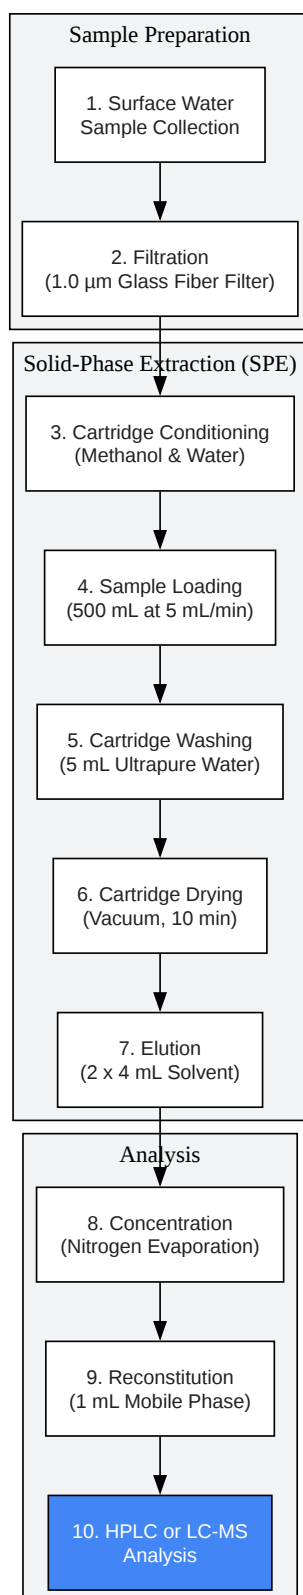 Sample Preparation
1. Surface Water
Sample Collection
2. Filtration
(1.0 µm Glass Fiber Filter)
Solid-Phase Extraction (SPE)
3. Cartridge Conditioning
(Methanol & Water)
4. Sample Loading
(500 mL at 5 mL/min)
5. Cartridge Washing
(5 mL Ultrapure Water)
6. Cartridge Drying
(Vacuum, 10 min)
7. Elution
(2 x 4 mL Solvent)
Analysis
8. Concentration
(Nitrogen Evaporation)
9. Reconstitution
(1 mL Mobile Phase)
10. HPLC or LC-MS
Analysis